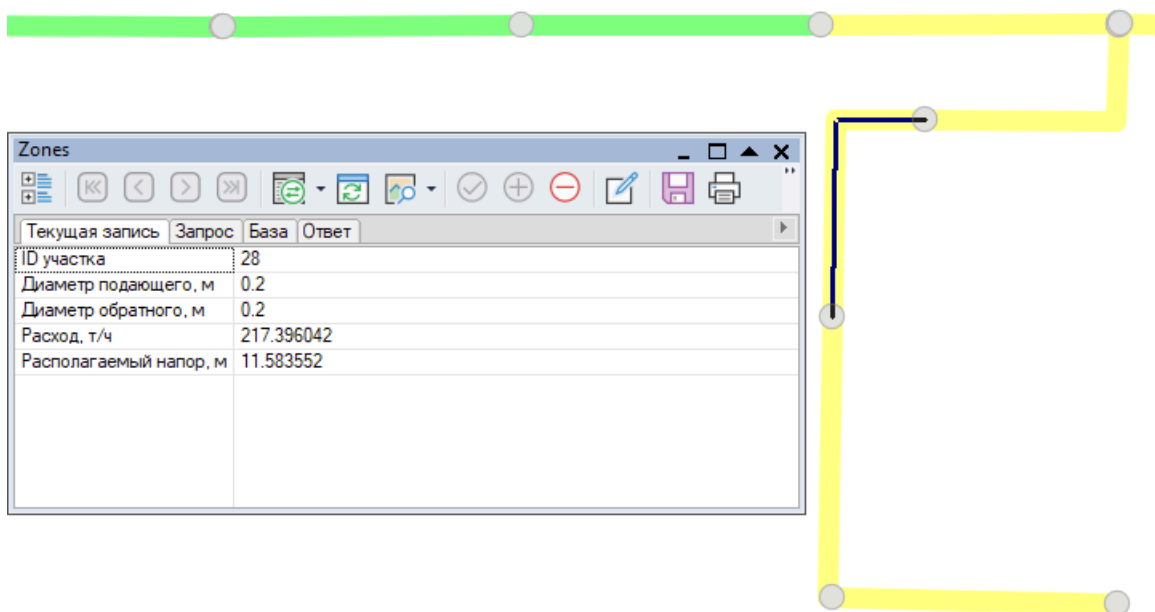 Zones
Текущая запись Запрос База Ответ
ID участка 28
Диаметр подающего, м 0.2
Диаметр обратного, м 0.2
Расход, т/ч 217.396042
Располагаемый напор, м 11.583552